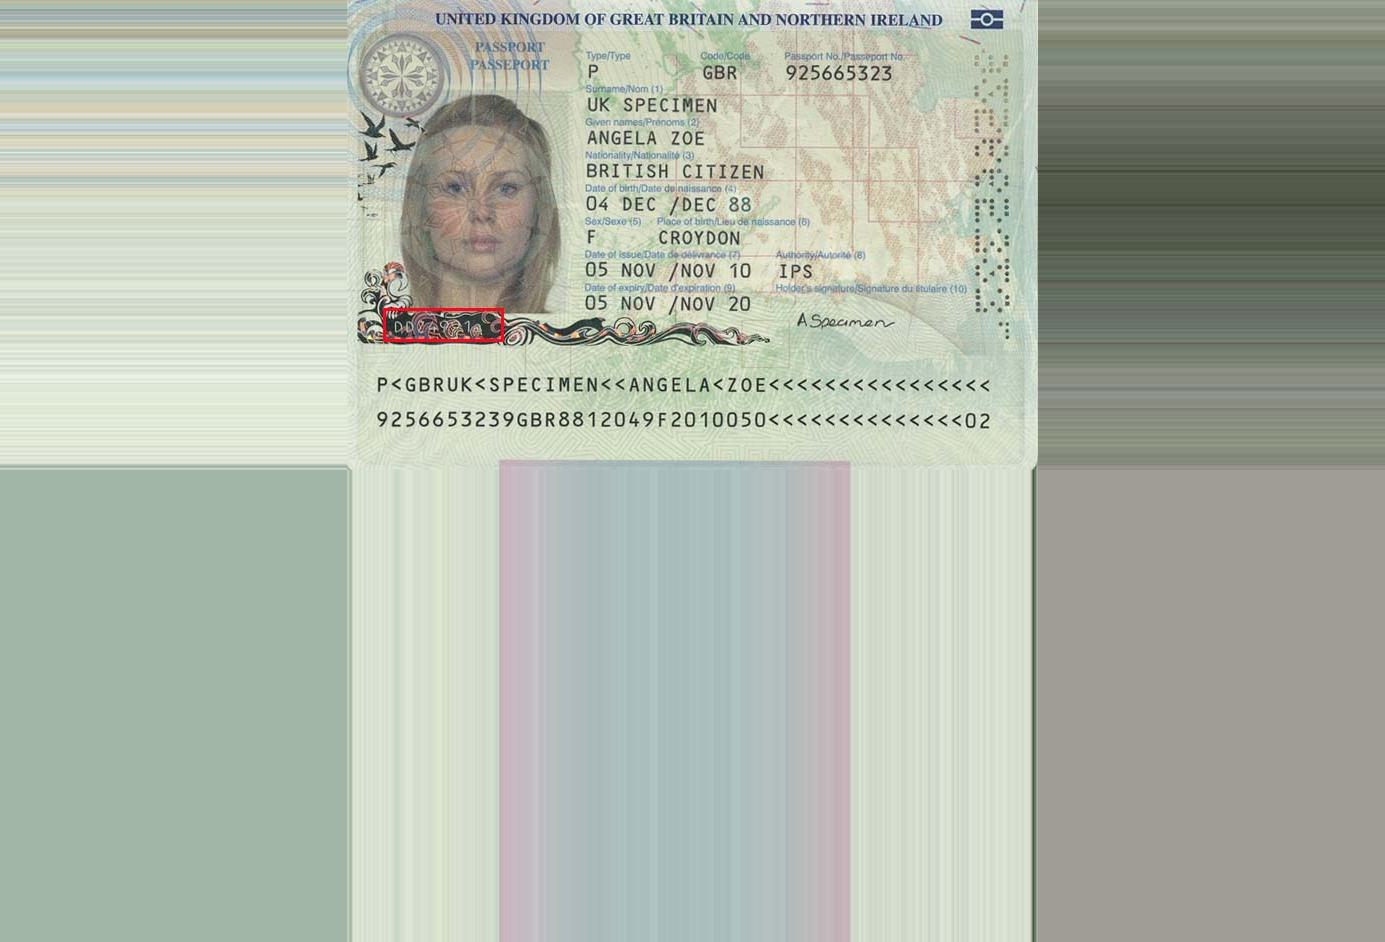 UNITED KINGDOM OF GREAT BRITAIN AND NORTHERN IRELAND
PASSPORT
PASSEPORT
Type/Type
Code/Code
Passport No./Passeport No.
P
GBR
925665323
Surname/Nom (1)
UK SPECIMEN
Given names/Prénoms (2)
ANGELA ZOE
Nationality/Nationalité (3)
BRITISH CITIZEN
Date of birth/Date de naissance (4)
04 DEC /DEC 88
Sex/Sexe (5)
Place of birth/Lieu de naissance (6)
F
CROYDON
Date of issue/Date de délivrance (7)
Authority/Autorité (8)
05 NOV /NOV 10
IPS
Date of expiry/Date d'expiration (9)
Holder's signature/Signature du titulaire (10)
05 NOV /NOV 20
A Specimen
P<GBRUK<SPECIMEN<<ANGELA<ZOE<<<<<<<<<<<<<<<<
9256653239GBR8812049F2010050<<<<<<<<<<<<<<02